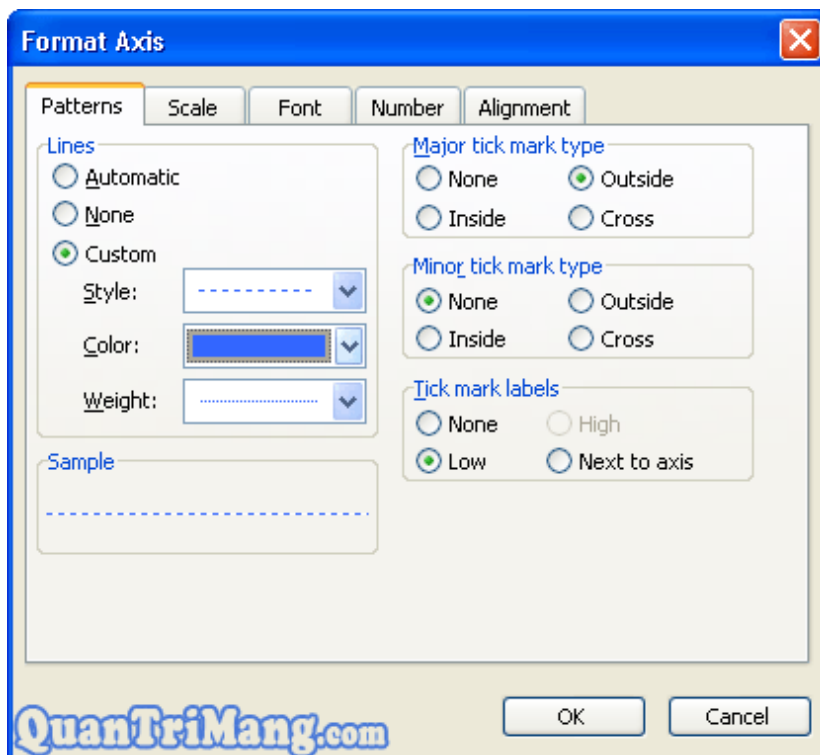 Format Axis
Patterns Scale Font Number Alignment
Lines
Automatic
None
Custom
Style:
Color:
Weight:
Sample
Major tick mark type
None Outside
Inside Cross
Minor tick mark type
None Outside
Inside Cross
Tick mark labels
None High
Low Next to axis
QuanTriMang.com
OK Cancel